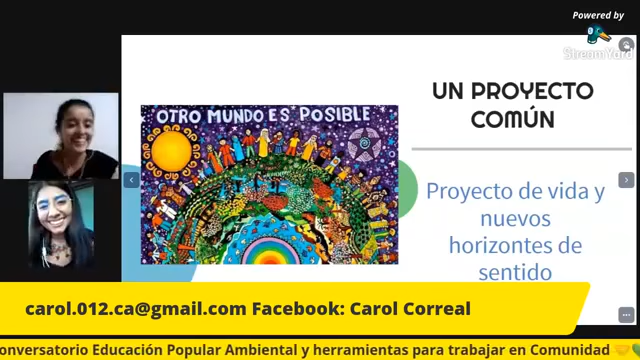 Powered by
StreamYard
OTRO MUNDO ES POSIBLE
UN PROYECTO
COMÚN
Proyecto de vida y
nuevos
horizontes de
sentido
carol.012.ca@gmail.com Facebook: Carol Correal
onversatorio Educación Popular Ambiental y herramientas para trabajar en Comunidad